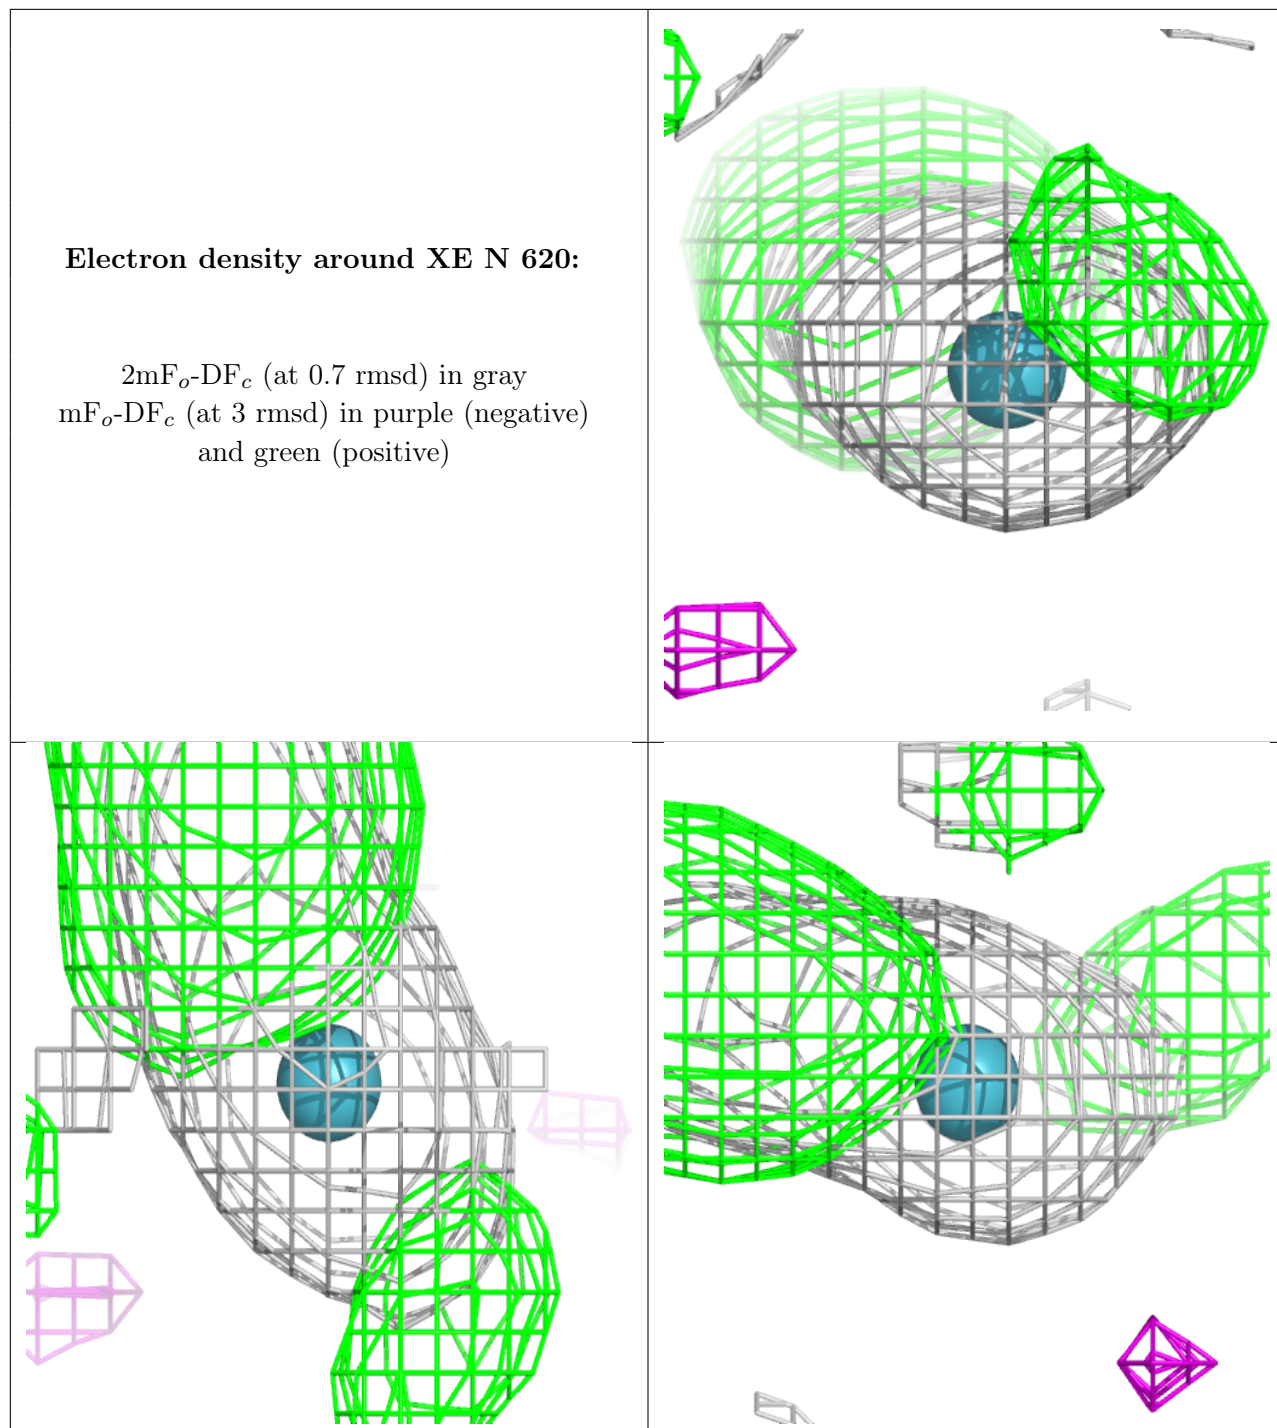 Electron density around XE N 620:
2mFo-DFc (at 0.7 rmsd) in gray
mFo-DFc (at 3 rmsd) in purple (negative)
and green (positive)